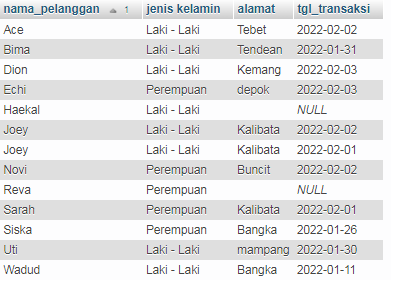 nama_pelanggan 1 jenis kelamin alamat tgl_transaksi
Ace Laki - Laki Tebet 2022-02-02
Bima Laki - Laki Tendean 2022-01-31
Dion Laki - Laki Kemang 2022-02-03
Echi Perempuan depok 2022-02-03
Haekal Laki - Laki NULL
Joey Laki - Laki Kalibata 2022-02-02
Joey Laki - Laki Kalibata 2022-02-01
Novi Perempuan Buncit 2022-02-02
Reva Perempuan NULL
Sarah Perempuan Kalibata 2022-02-01
Siska Perempuan Bangka 2022-01-26
Uti Laki - Laki mampang 2022-01-30
Wadud Laki - Laki Bangka 2022-01-11